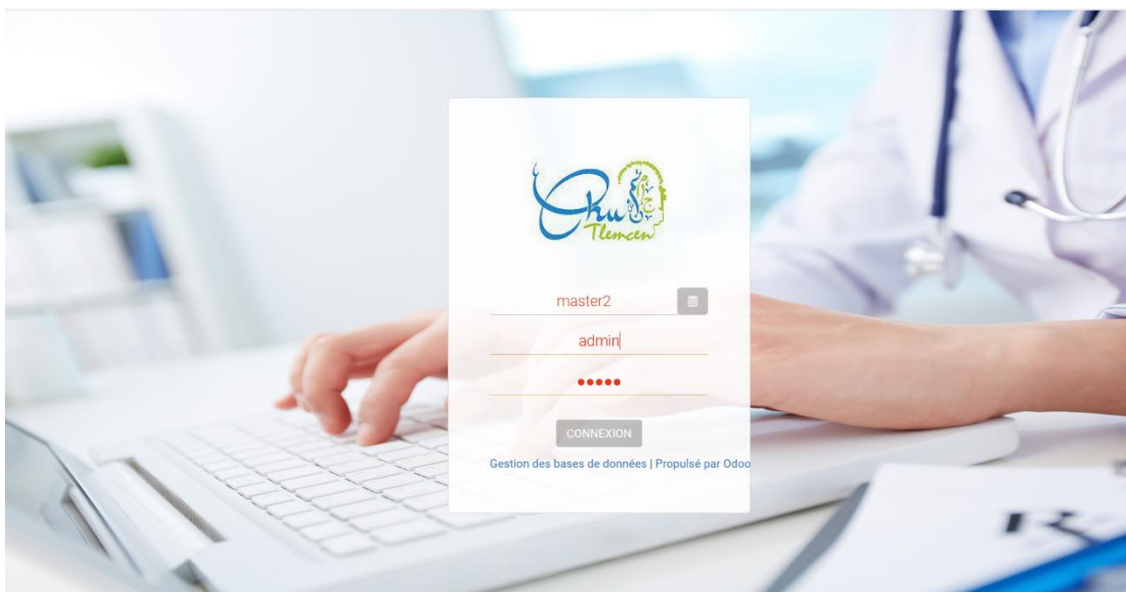 Chu
Tlemcen
master2
admin
•••••
CONNEXION
Gestion des bases de données | Propulsé par Odoo